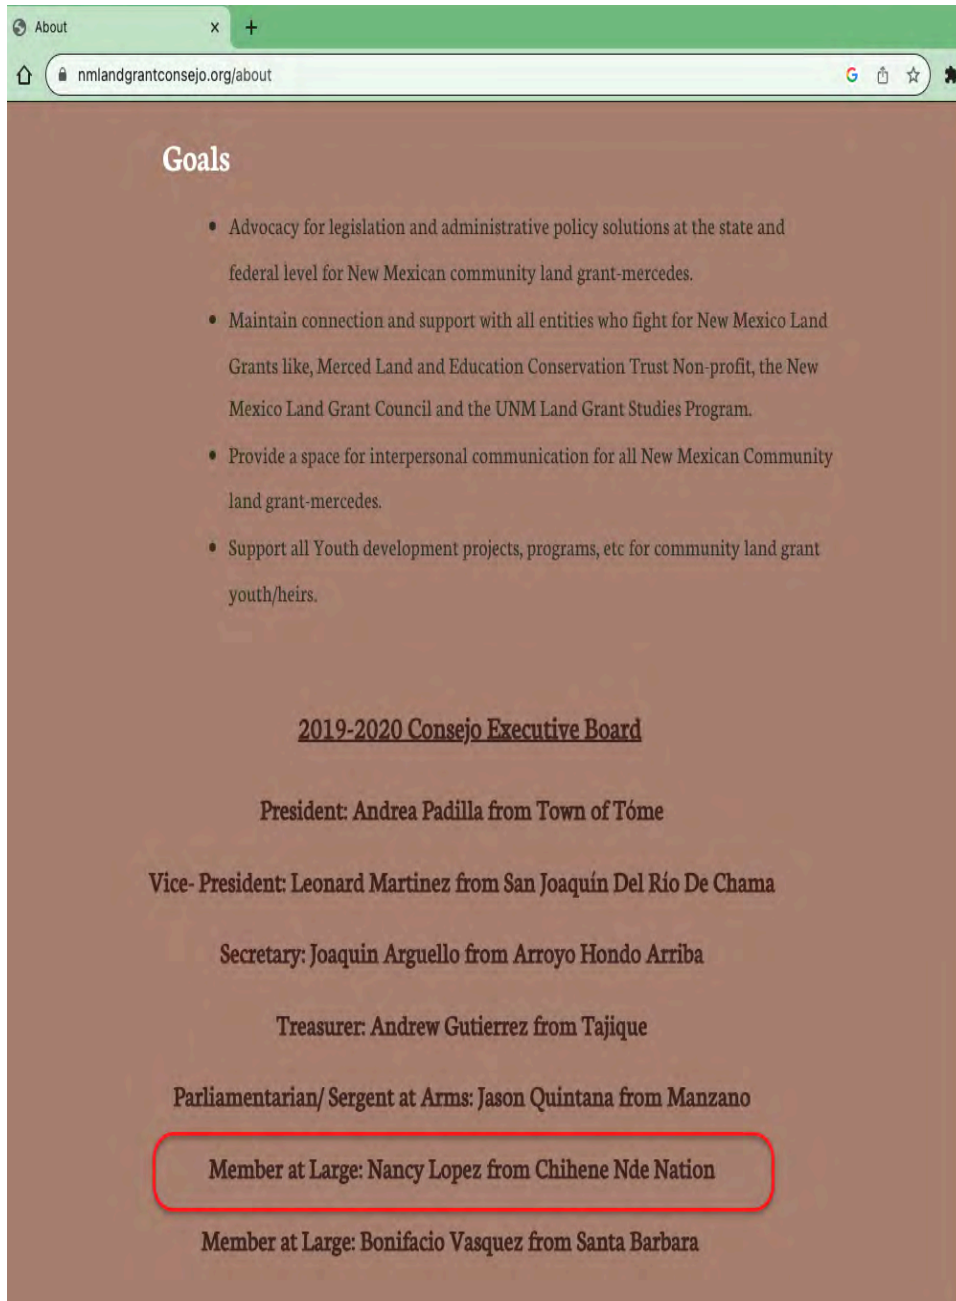 About
nmlandgrantconsejo.org/about
Goals
Advocacy for legislation and administrative policy solutions at the state and
federal level for New Mexican community land grant-mercedes.
Maintain connection and support with all entities who fight for New Mexico Land
Grants like, Merced Land and Education Conservation Trust Non-profit, the New
Mexico Land Grant Council and the UNM Land Grant Studies Program.
Provide a space for interpersonal communication for all New Mexican Community
land grant-mercedes.
Support all Youth development projects, programs, etc for community land grant
youth/heirs.
2019-2020 Consejo Executive Board
President: Andrea Padilla from Town of Tóme
Vice- President: Leonard Martinez from San Joaquín Del Río De Chama
Secretary: Joaquin Arguello from Arroyo Hondo Arriba
Treasurer: Andrew Gutierrez from Tajique
Parliamentarian/ Sergent at Arms: Jason Quintana from Manzano
Member at Large: Nancy Lopez from Chihene Nde Nation
Member at Large: Bonifacio Vasquez from Santa Barbara